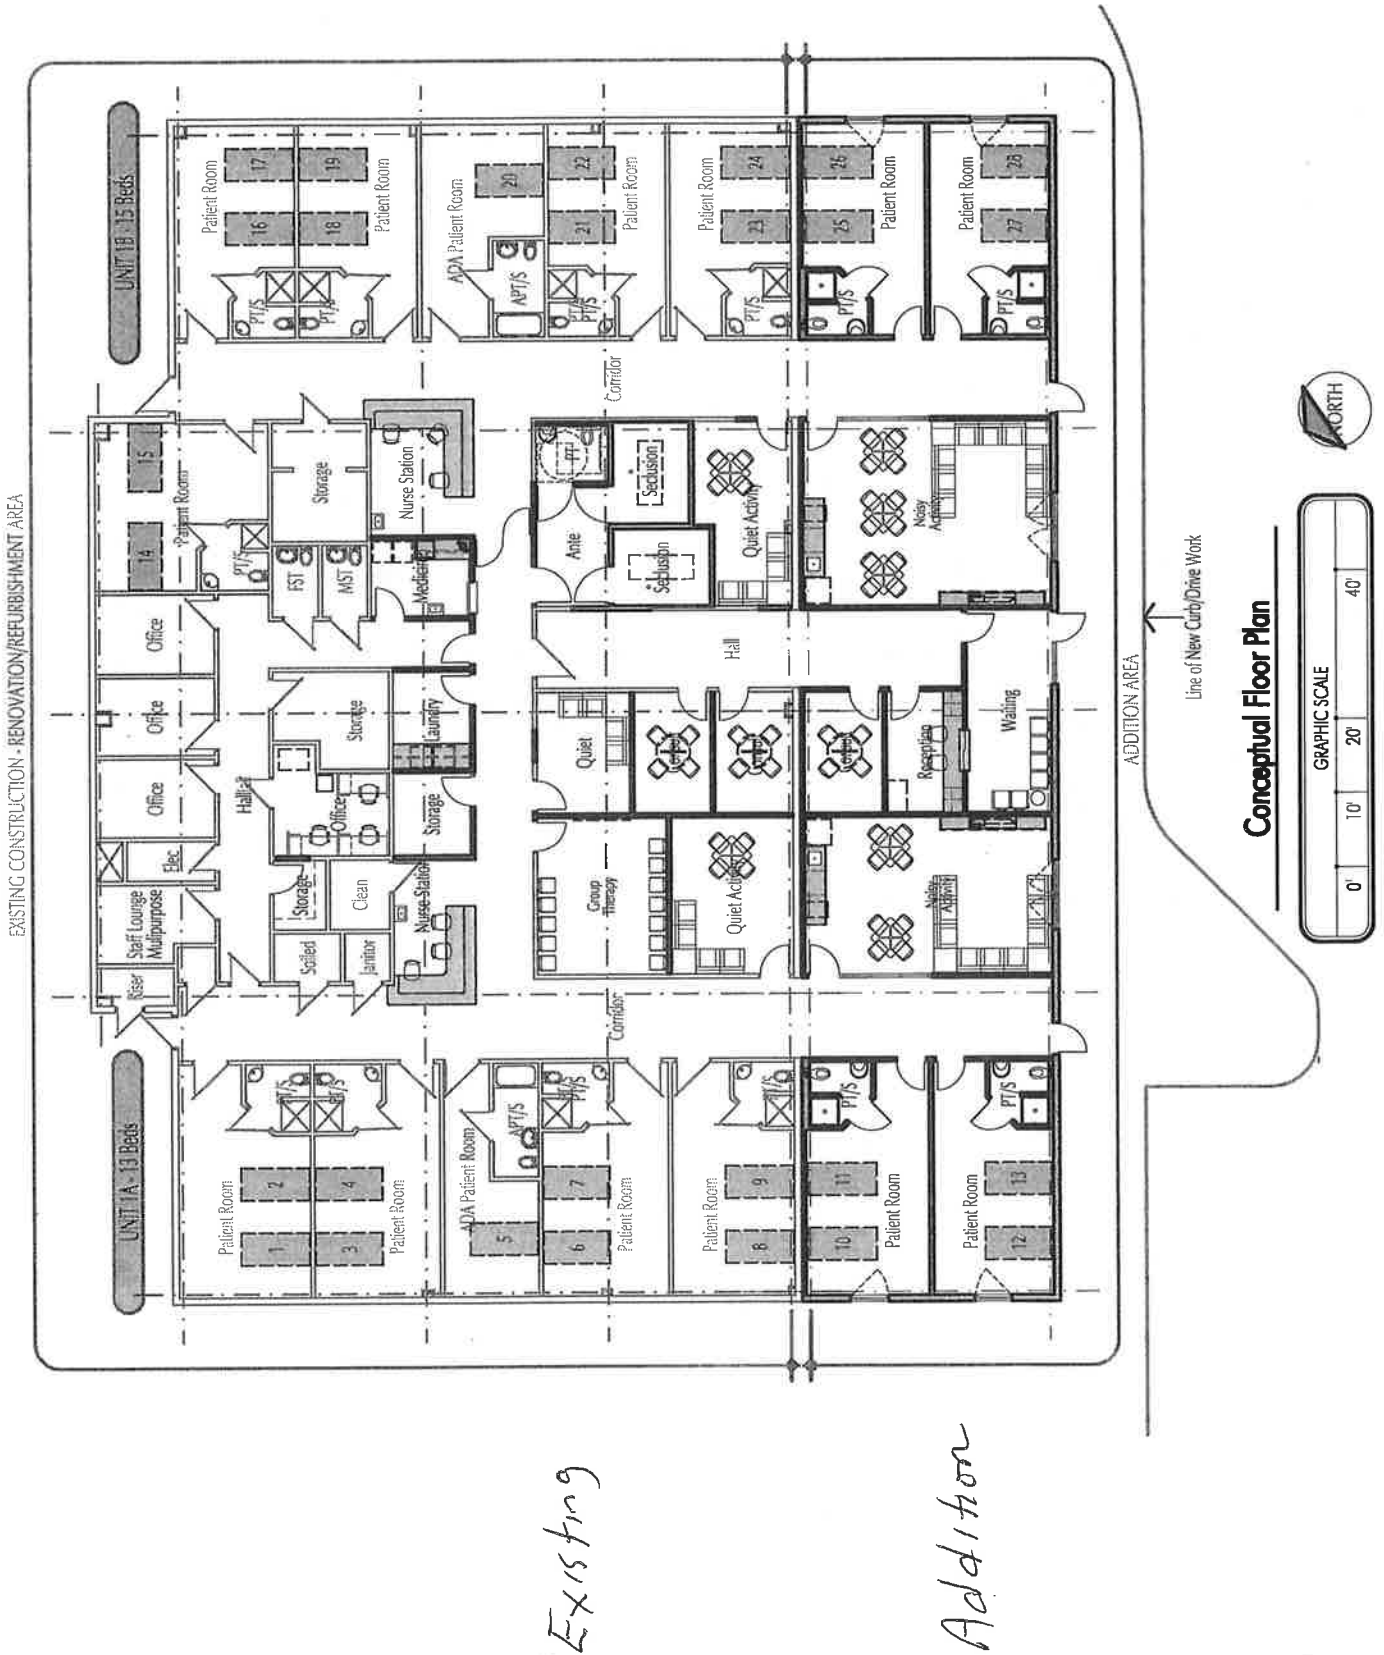 EXISTING CONSTRUCTION - RENOVATION/REFURBISHMENT AREA
UNIT A 13 Beds
UNIT 1B - 15 Beds
Riser
Staff Lounge
Mulipurpose
Elec
Office
Office
Office
14
15
Patient Room
PT/S
Hall
Soiled
Janitor
Storage
Clean
Office
Storage
FST
MST
Storage
Nurse Station
Storage
Laundry
Medicine
Nurse Station
Patient Room
1
2
PT/S
3
4
PT/S
Patient Room
ADA Patient Room
5
APT/S
6
7
PT/S
Patient Room
Patient Room
8
9
PT/S
10
11
PT/S
Patient Room
Patient Room
12
13
PT/S
Corridor
Group
Therapy
Quiet Activity
Noisy
Activity
Quiet
Consult
Consult
Consult
Reception
Waiting
Hall
Ante
PT
Seclusion
Seclusion
Quiet Activity
Noisy
Activity
Corridor
Patient Room
16
17
PT/S
18
19
PT/S
Patient Room
ADA Patient Room
20
APT/S
21
22
PT/S
Patient Room
Patient Room
23
24
PT/S
25
26
PT/S
Patient Room
Patient Room
27
28
PT/S
ADDITION AREA
Line of New Curb/Drive Work
Conceptual Floor Plan
GRAPHIC SCALE
0' 10' 20' 40'
NORTH
Existing
Addition